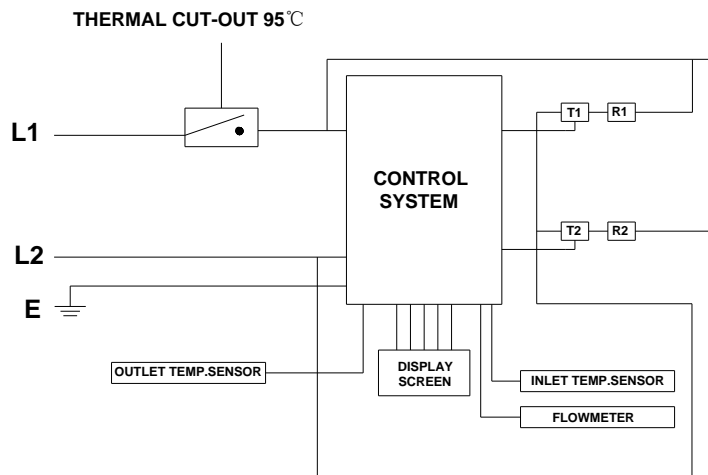 THERMAL CUT-OUT 95℃
L1
T1
R1
CONTROL
SYSTEM
T2
R2
L2
E
OUTLET TEMP.SENSOR
DISPLAY
SCREEN
INLET TEMP.SENSOR
FLOWMETER